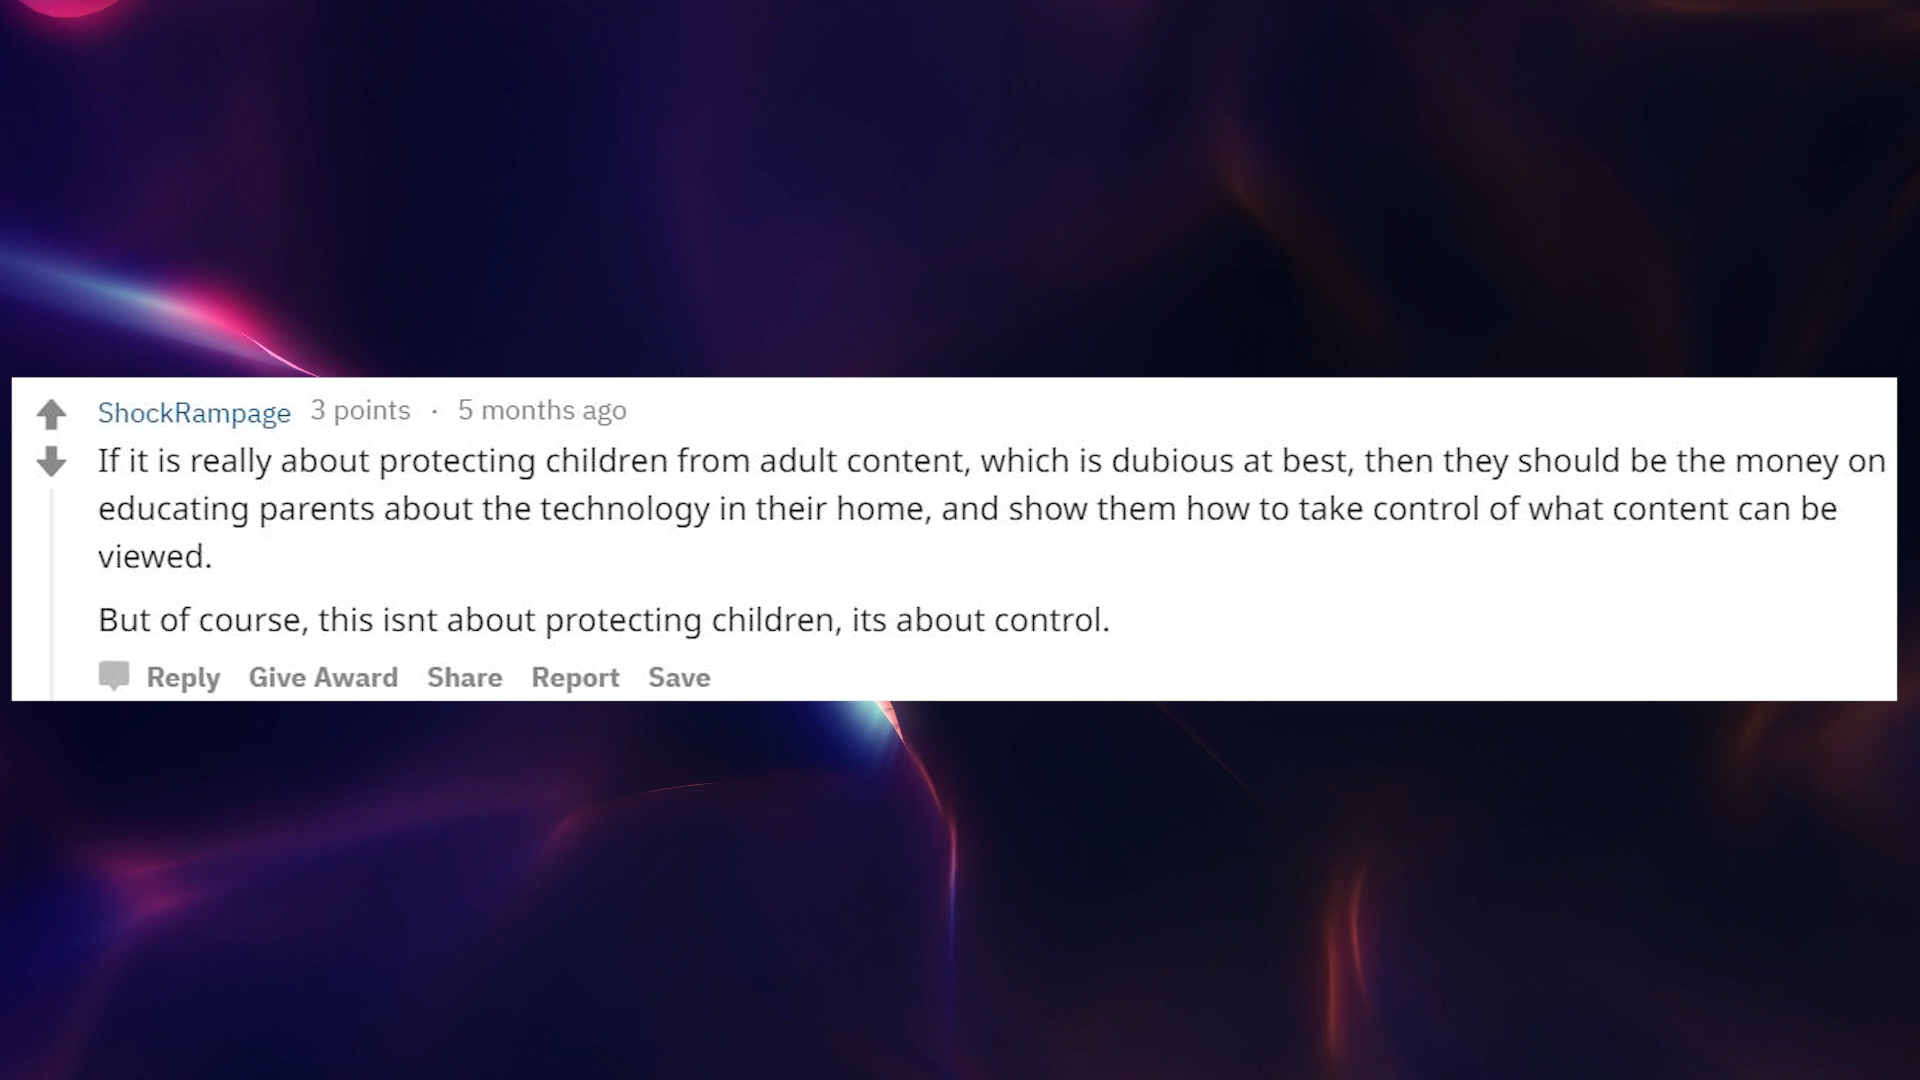 ShockRampage 3 points · 5 months ago
If it is really about protecting children from adult content, which is dubious at best, then they should be the money on
educating parents about the technology in their home, and show them how to take control of what content can be
viewed.
But of course, this isnt about protecting children, its about control.
Reply Give Award Share Report Save